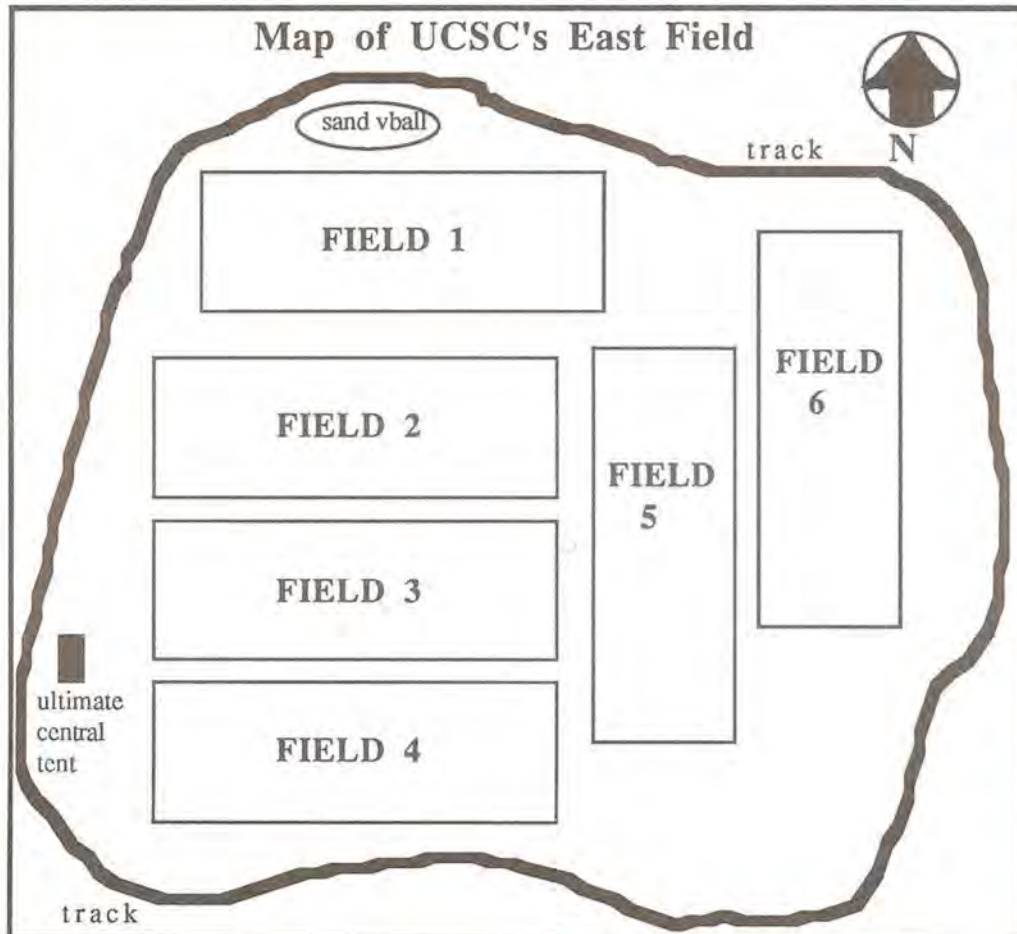 Map of UCSC's East Field
sand vball
track
N
FIELD 1
FIELD
6
FIELD 2
FIELD
5
FIELD 3
ultimate
central
tent
FIELD 4
track